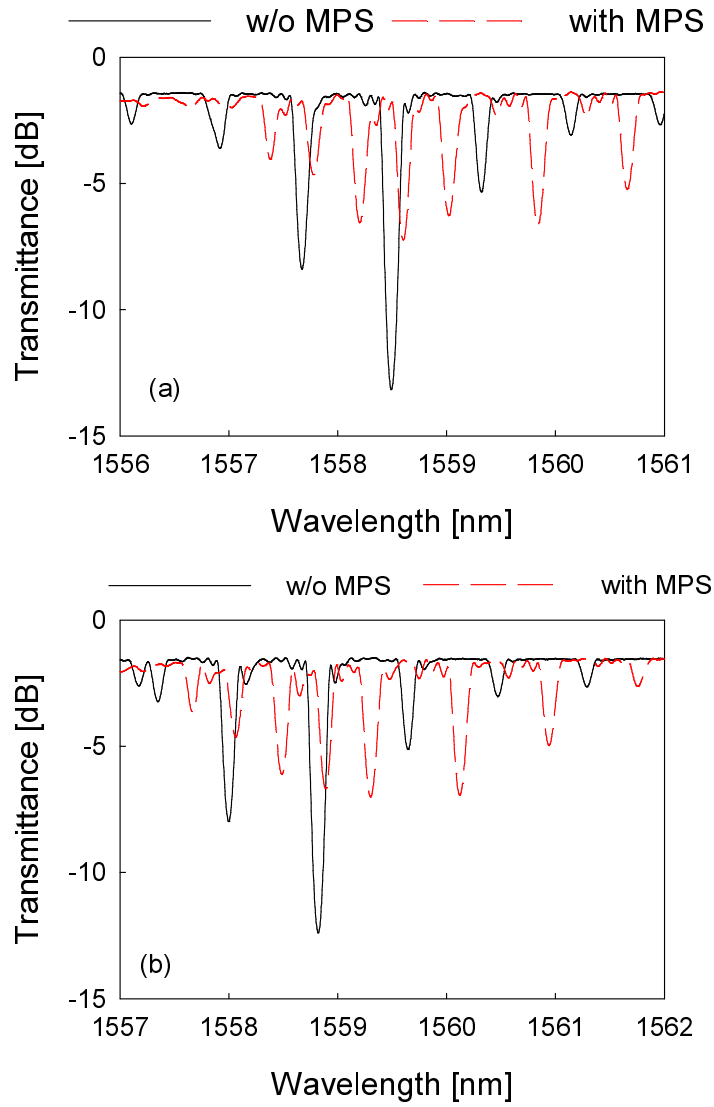 w/o MPS with MPS
0
-5
-10
-15
Transmittance [dB]
(a)
1556 1557 1558 1559 1560 1561
Wavelength [nm]
w/o MPS with MPS
0
-5
-10
-15
Transmittance [dB]
(b)
1557 1558 1559 1560 1561 1562
Wavelength [nm]